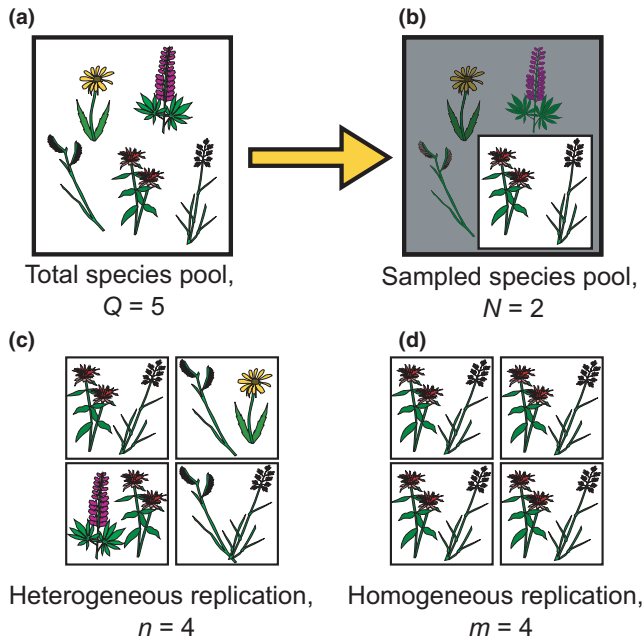 (a)
(b)
Total species pool,
Q = 5
Sampled species pool,
N = 2
(c)
(d)
Heterogeneous replication,
n = 4
Homogeneous replication,
m = 4